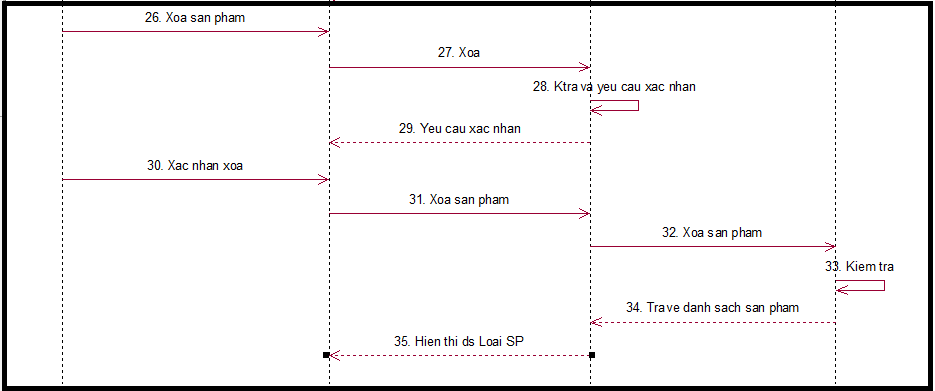 26. Xoa san pham
27. Xoa
28. Ktra va yeu cau xac nhan
29. Yeu cau xac nhan
30. Xac nhan xoa
31. Xoa san pham
32. Xoa san pham
33. Kiem tra
34. Tra ve danh sach san pham
35. Hien thi ds Loai SP